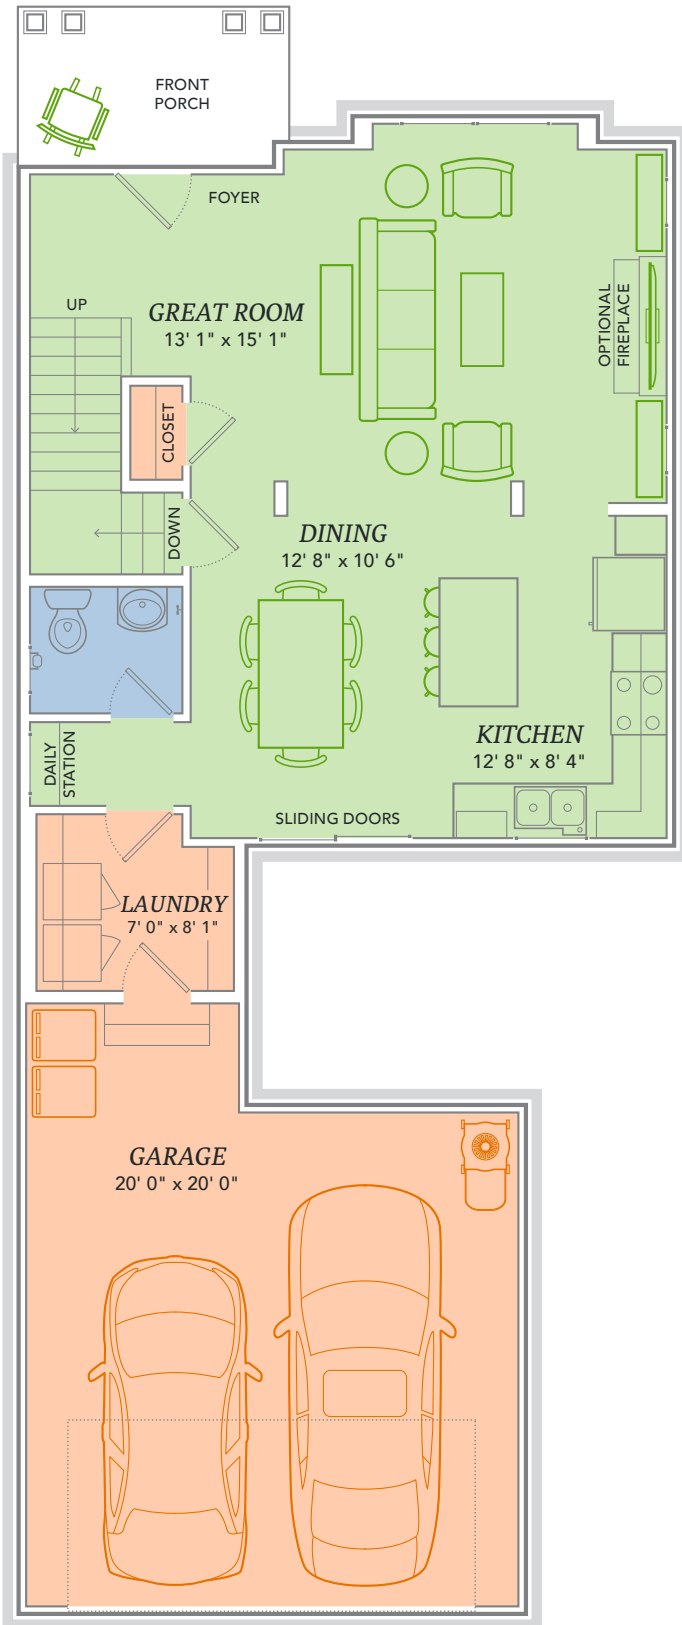 FRONT
PORCH
FOYER
UP
GREAT ROOM
13' 1" x 15' 1"
OPTIONAL
FIREPLACE
CLOSET
DOWN
DINING
12' 8" x 10' 6"
KITCHEN
12' 8" x 8' 4"
DAILY
STATION
SLIDING DOORS
LAUNDRY
7' 0" x 8' 1"
GARAGE
20' 0" x 20' 0"